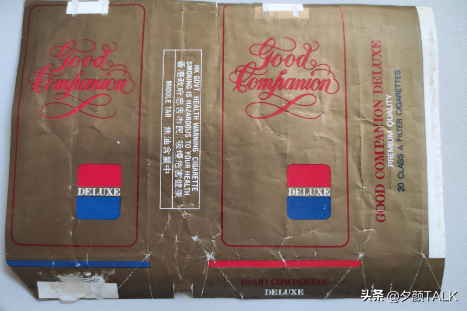 Good
Companion
DELUXE
HK GOVT HEALTH WARNING CIGARETTE
SMOKING IS HAZARDOUS TO YOUR HEALTH
香港政府忠告市民:吸煙危害健康
MIDDLE TAR 焦油含量中
Good
Companion
DELUXE
GOOD COMPANION DELUXE
PREMIUM QUALITY
20 CLASS A FILTER CIGARETTES
GOOD COMPANION
DELUXE
头条 @夕颜TALK